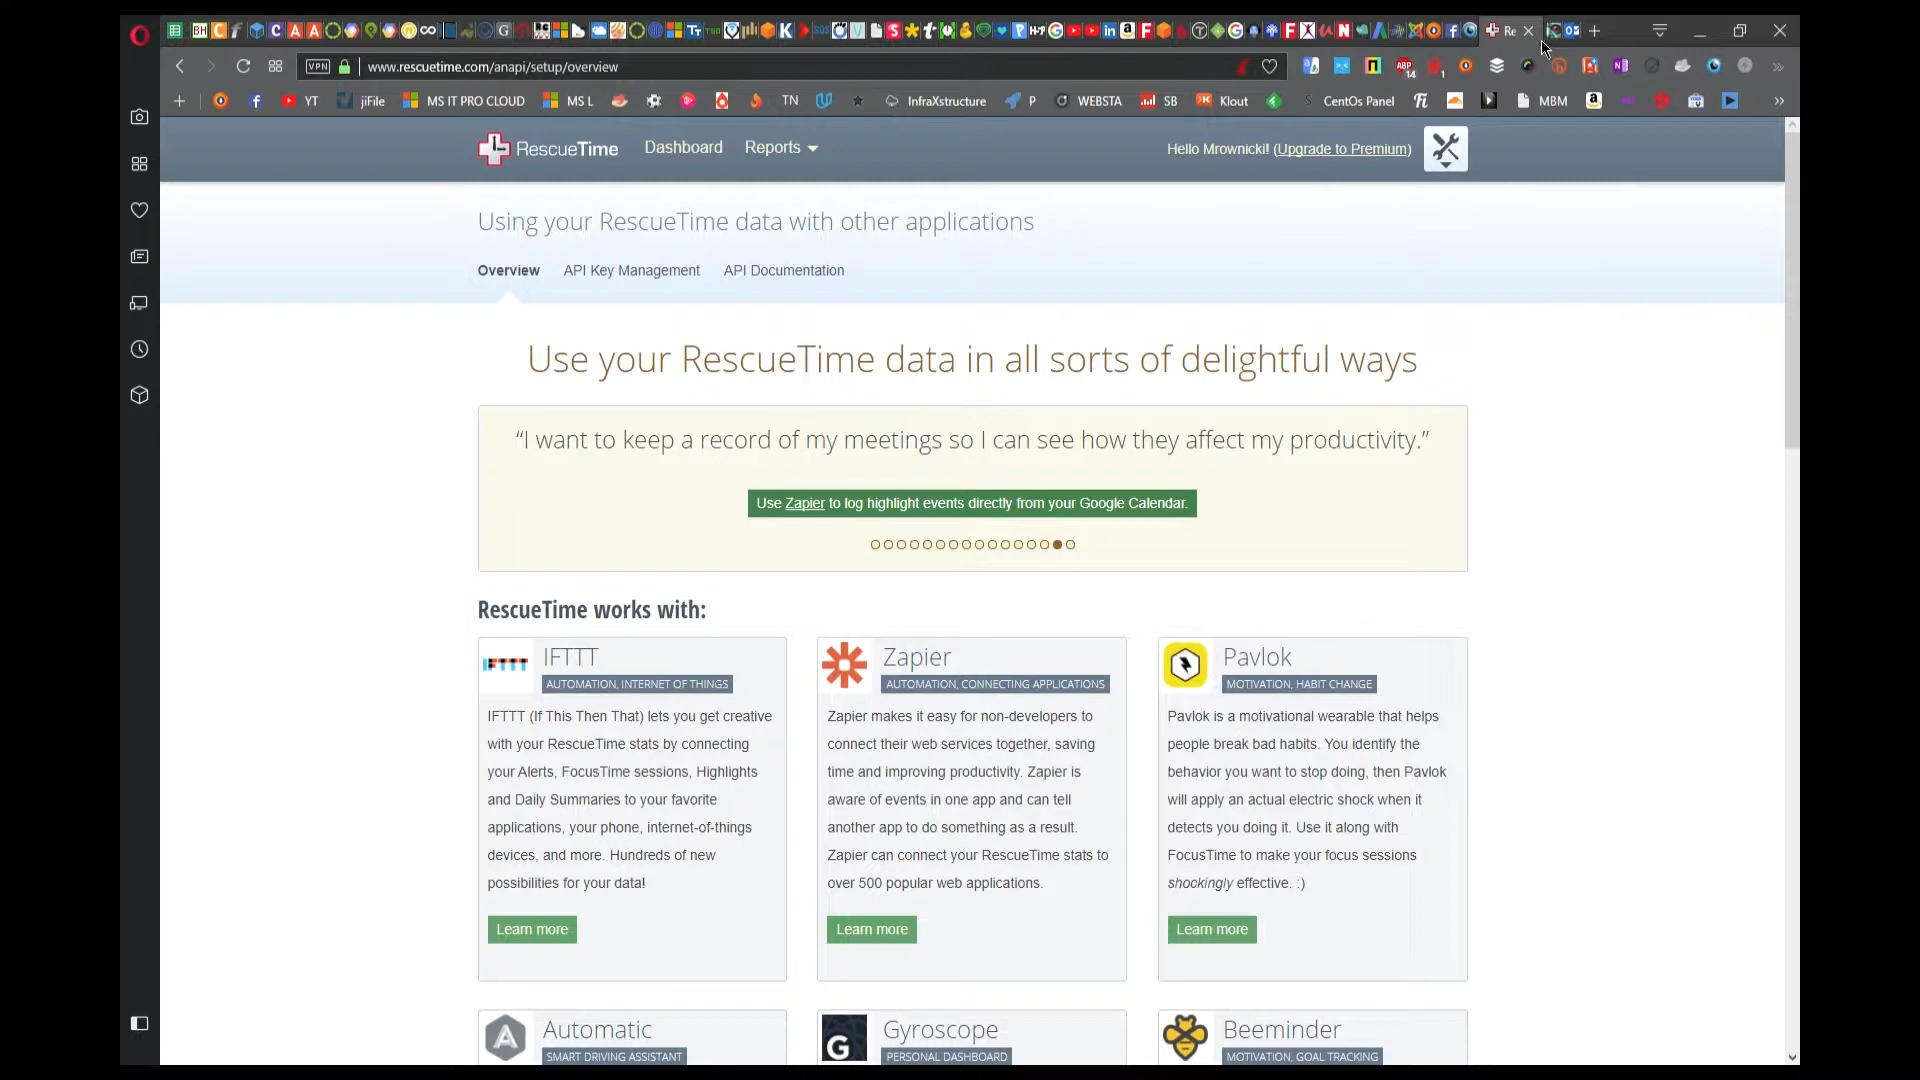 Re
VPN www.rescuetime.com/anapi/setup/overview
YT jiFile MS IT PRO CLOUD MS L TN InfraXstructure P WEBSTA SB Klout CentOs Panel MBM
RescueTime Dashboard Reports Hello Mrownicki! (Upgrade to Premium)
Using your RescueTime data with other applications
Overview API Key Management API Documentation
Use your RescueTime data in all sorts of delightful ways
“I want to keep a record of my meetings so I can see how they affect my productivity.”
Use Zapier to log highlight events directly from your Google Calendar.
RescueTime works with:
IFTTT
IFTTT
AUTOMATION, INTERNET OF THINGS
IFTTT (If This Then That) lets you get creative
with your RescueTime stats by connecting
your Alerts, FocusTime sessions, Highlights
and Daily Summaries to your favorite
applications, your phone, internet-of-things
devices, and more. Hundreds of new
possibilities for your data!
Learn more
Zapier
AUTOMATION, CONNECTING APPLICATIONS
Zapier makes it easy for non-developers to
connect their web services together, saving
time and improving productivity. Zapier is
aware of events in one app and can tell
another app to do something as a result.
Zapier can connect your RescueTime stats to
over 500 popular web applications.
Learn more
Pavlok
MOTIVATION, HABIT CHANGE
Pavlok is a motivational wearable that helps
people break bad habits. You identify the
behavior you want to stop doing, then Pavlok
will apply an actual electric shock when it
detects you doing it. Use it along with
FocusTime to make your focus sessions
shockingly effective. :)
Learn more
Automatic
SMART DRIVING ASSISTANT
G
Gyroscope
PERSONAL DASHBOARD
Beeminder
MOTIVATION, GOAL TRACKING